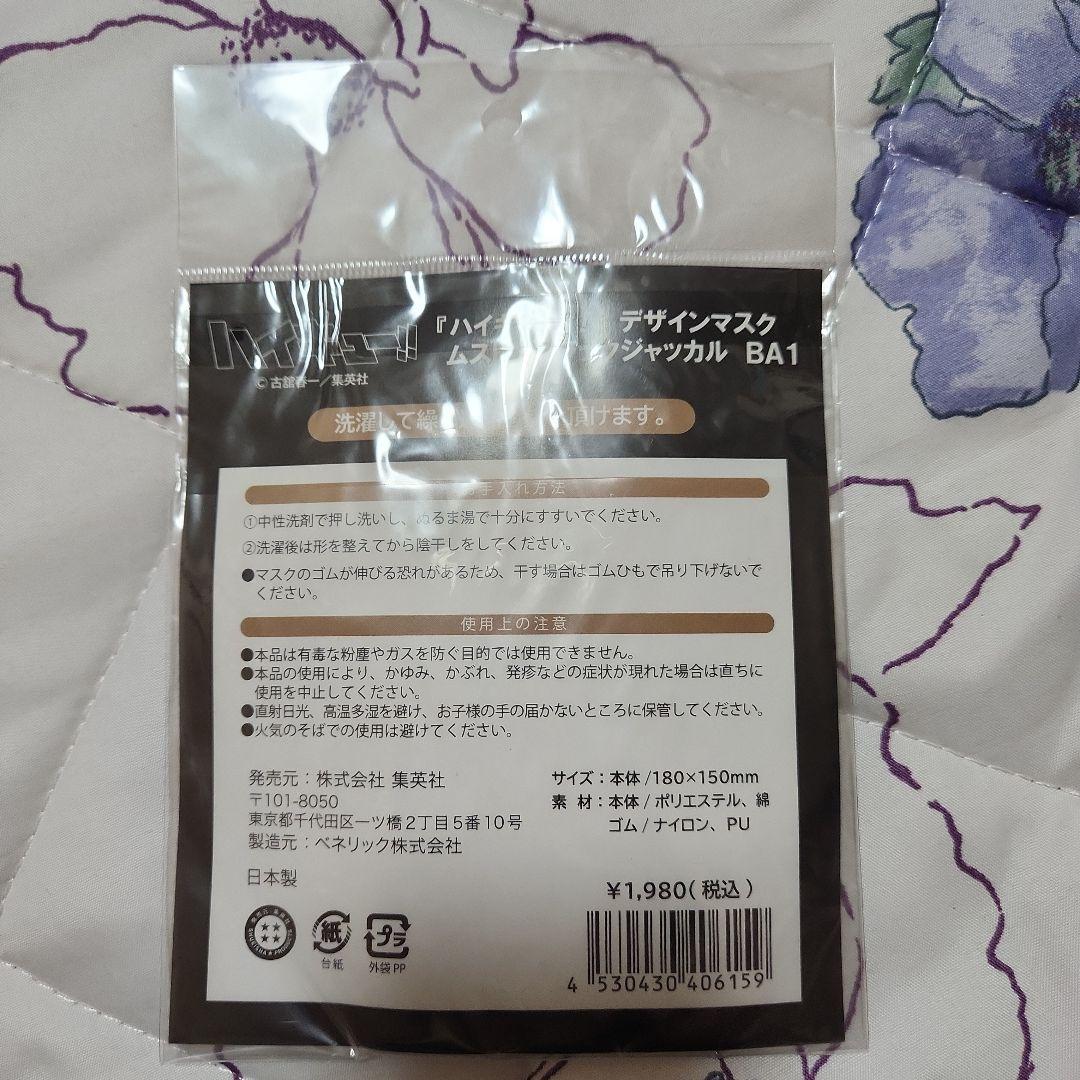 ハイキュー!!
©古舘春一／集英社
『ハイキ デザインマスク
ムズ クジャッカル BA1
洗濯して繰 頂けます。
お手入れ方法
①中性洗剤で押し洗いし、ぬるま湯で十分にすすいでください。
②洗濯後は形を整えてから陰干しをしてください。
●マスクのゴムが伸びる恐れがあるため、干す場合はゴムひもで吊り下げないで
ください。
使用上の注意
●本品は有毒な粉塵やガスを防ぐ目的では使用できません。
●本品の使用により、かゆみ、かぶれ、発疹などの症状が現れた場合は直ちに
使用を中止してください。
●直射日光、高温多湿を避け、お子様の手の届かないところに保管してください。
●火気のそばでの使用は避けてください。
発売元：株式会社 集英社
〒101-8050
東京都千代田区一ツ橋2丁目5番10号
製造元：ベネリック株式会社
日本製
サイズ：本体/180×150mm
素 材：本体/ポリエステル、綿
ゴム/ナイロン、PU
￥1,980(税込)
紙
台紙
プラ
外袋PP
4 530430 406159